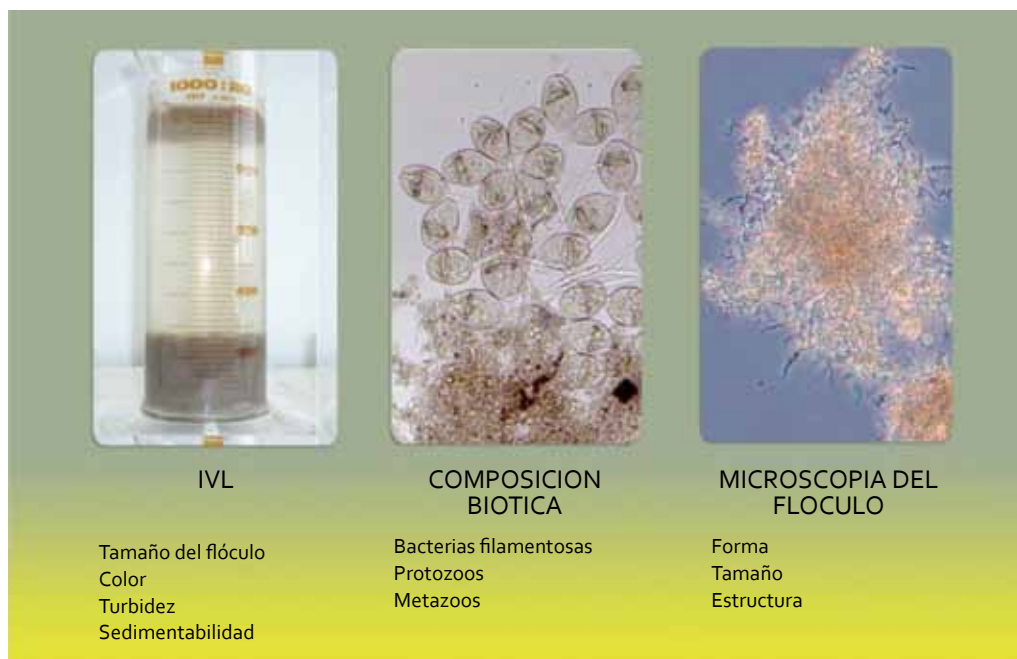 IVL
Tamaño del flóculo
Color
Turbidez
Sedimentabilidad
COMPOSICION
BIOTICA
Bacterias filamentosas
Protozoos
Metazoos
MICROSCOPIA DEL
FLOCULO
Forma
Tamaño
Estructura